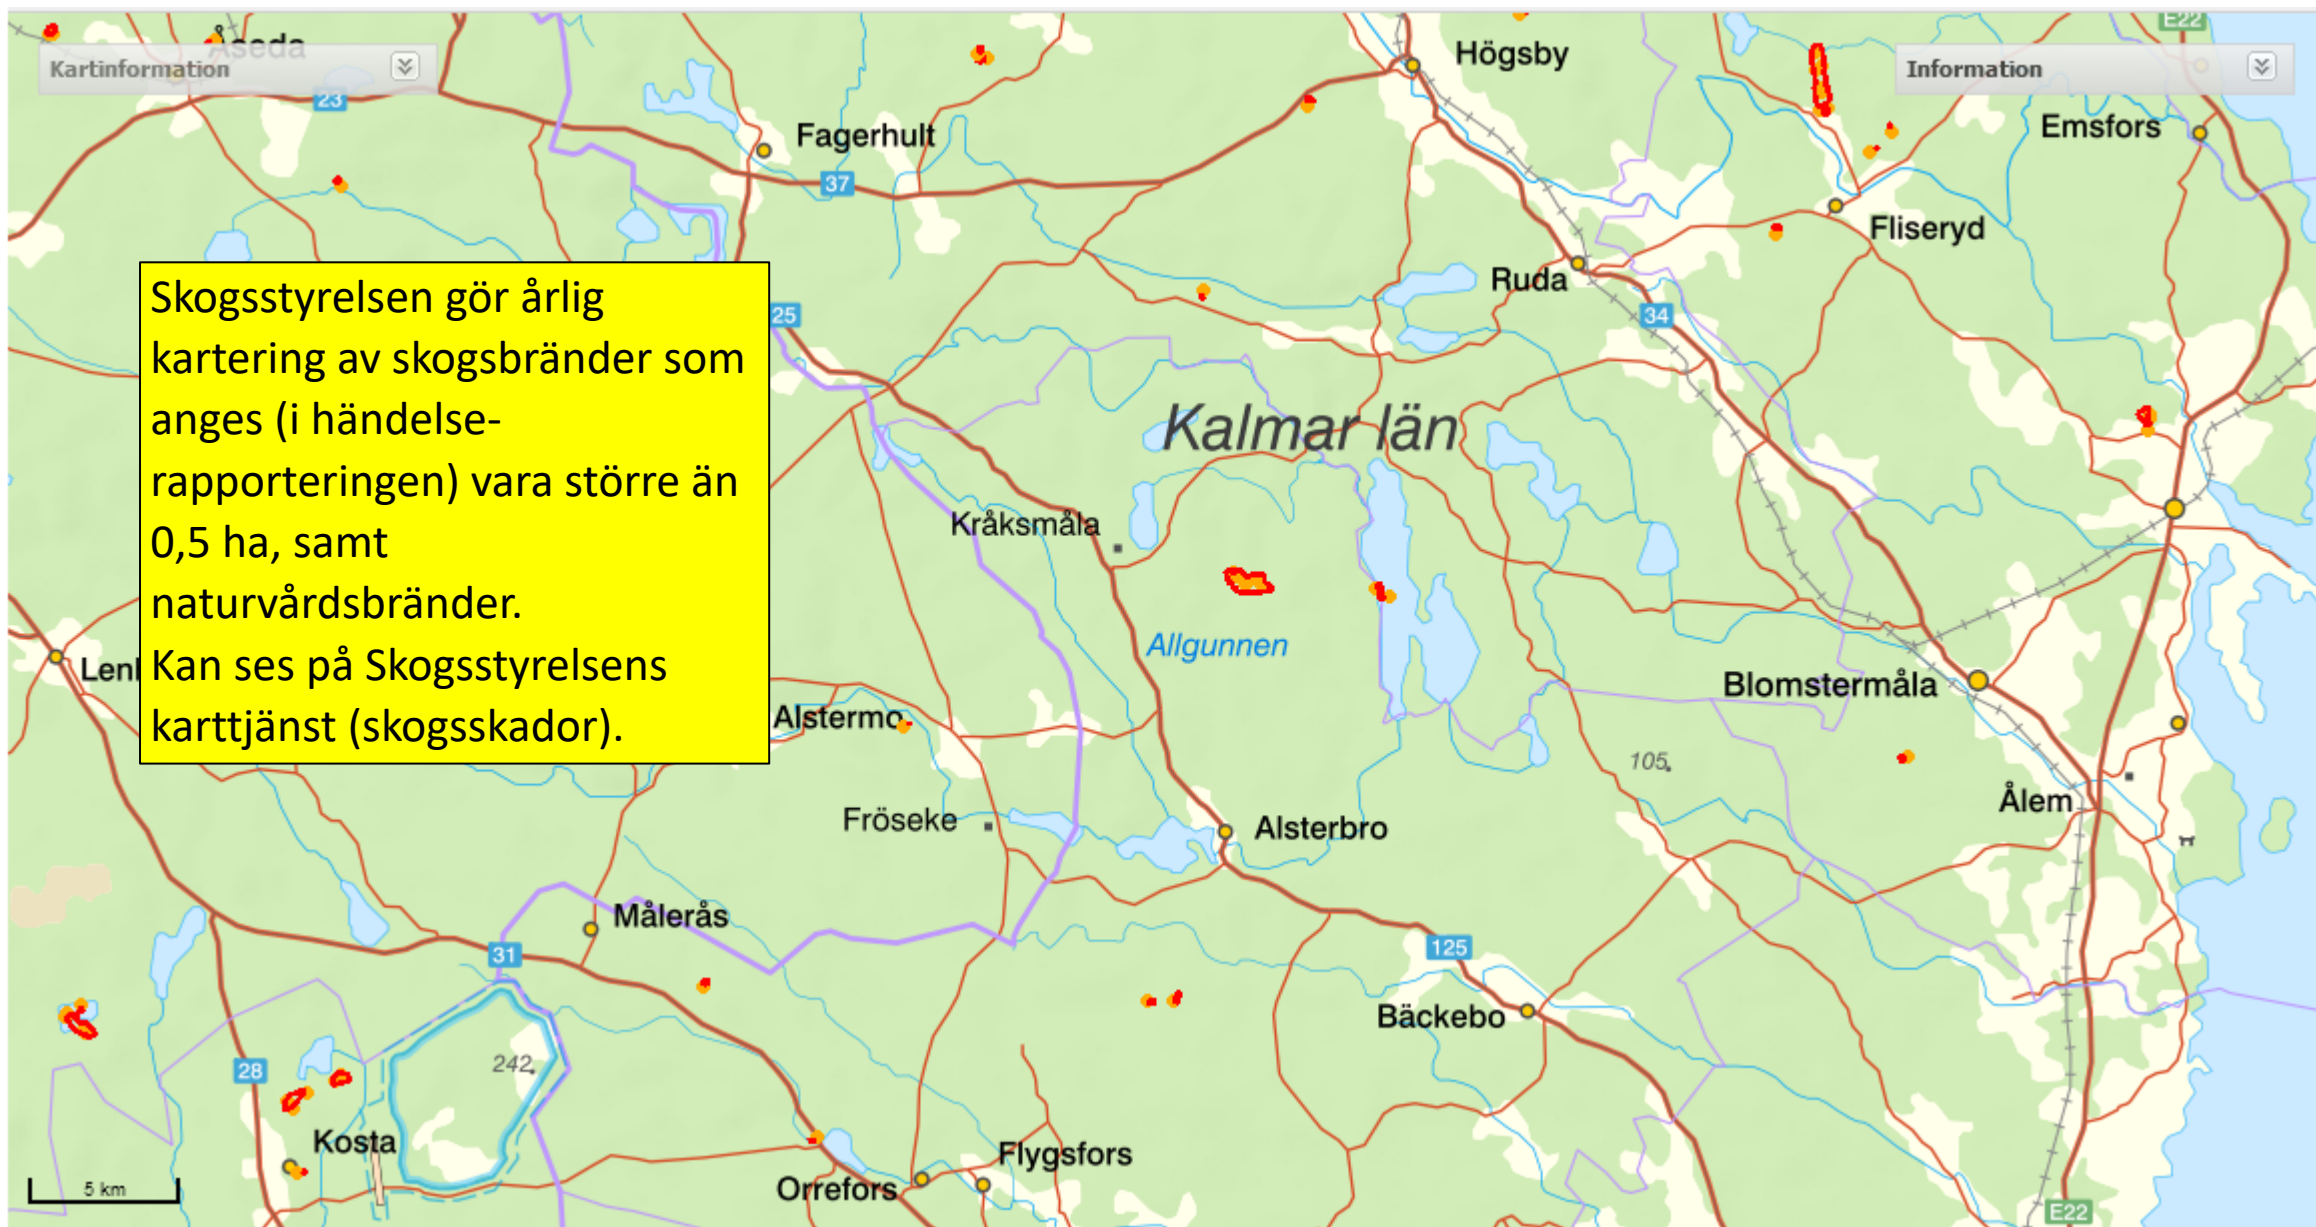 E22
Åseda
Kartinformation
Högsby
Information
23
Emsfors
Fagerhult
37
Fliseryd
Ruda
Skogsstyrelsen gör årlig
kartering av skogsbränder som
anges (i händelse-
rapporteringen) vara större än
0,5 ha, samt
naturvårdsbränder.
Kan ses på Skogsstyrelsens
karttjänst (skogsskador).
25
34
Kalmar län
Kråksmåla
Allgunnen
Blomstermåla
Alstermo
105
Ålem
Fröseke
Alsterbro
Målerås
125
31
Bäckebo
242
28
Kosta
Flygsfors
Orrefors
5 km
E22